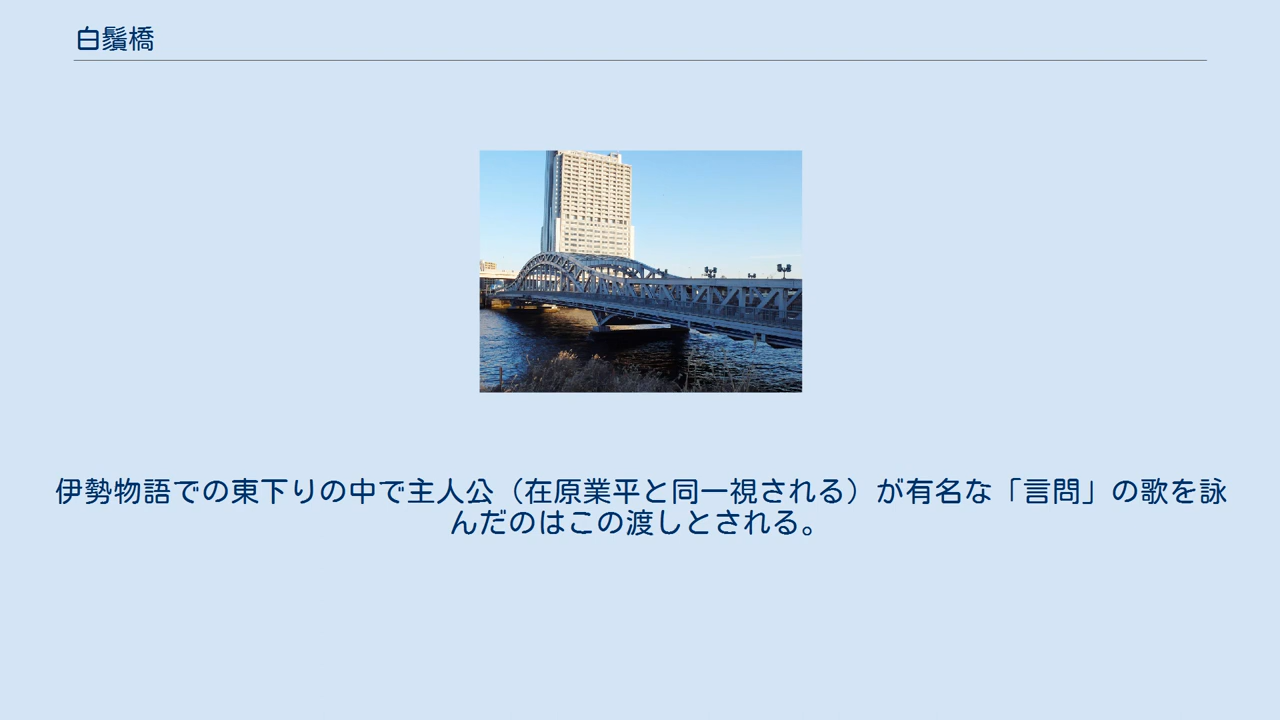 白鬚橋
伊勢物語での東下りの中で主人公（在原業平と同一視される）が有名な「言問」の歌を詠
んだのはこの渡しとされる。